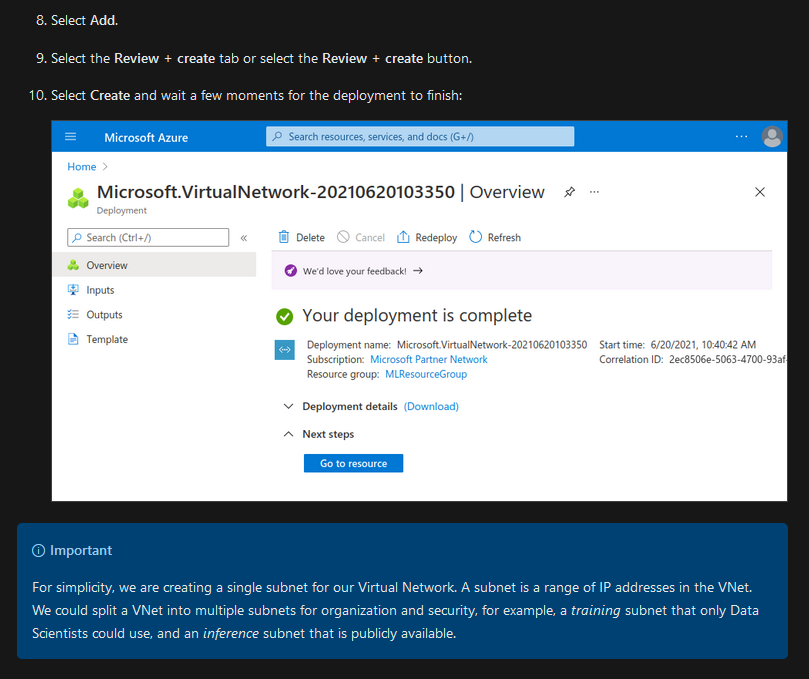 8. Select Add.
9. Select the Review + create tab or select the Review + create button.
10. Select Create and wait a few moments for the deployment to finish:
Microsoft Azure
Search resources, services, and docs (G+/)
Home >
Microsoft.VirtualNetwork-20210620103350 | Overview
Deployment
Search (Ctrl+/)
Delete Cancel Redeploy Refresh
Overview
We'd love your feedback! →
Inputs
Outputs
Template
Your deployment is complete
Deployment name: Microsoft.VirtualNetwork-20210620103350 Start time: 6/20/2021, 10:40:42 AM
Subscription: Microsoft Partner Network Correlation ID: 2ec8506e-5063-4700-93af-
Resource group: MLResourceGroup
Deployment details (Download)
Next steps
Go to resource
Important
For simplicity, we are creating a single subnet for our Virtual Network. A subnet is a range of IP addresses in the VNet.
We could split a VNet into multiple subnets for organization and security, for example, a training subnet that only Data
Scientists could use, and an inference subnet that is publicly available.